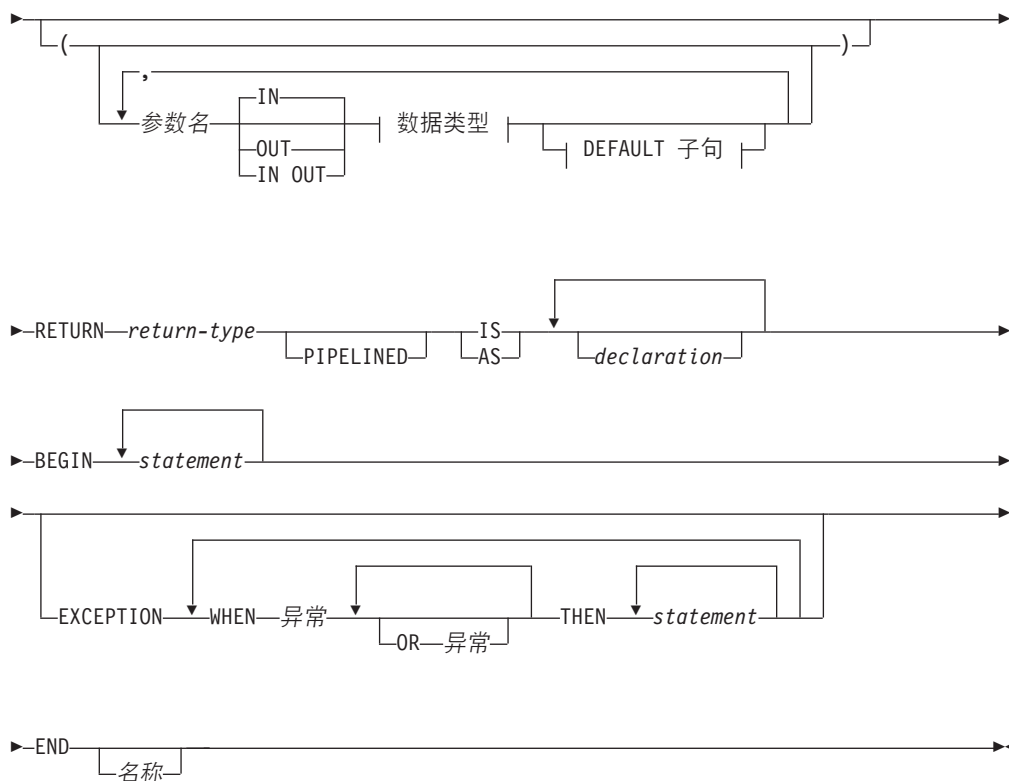 ( )
,
IN
参数名 数据类型
OUT DEFAULT 子句
IN OUT
RETURN return-type IS
PIPELINED AS declaration
BEGIN statement
EXCEPTION WHEN 异常 THEN statement
OR 异常
END
名称